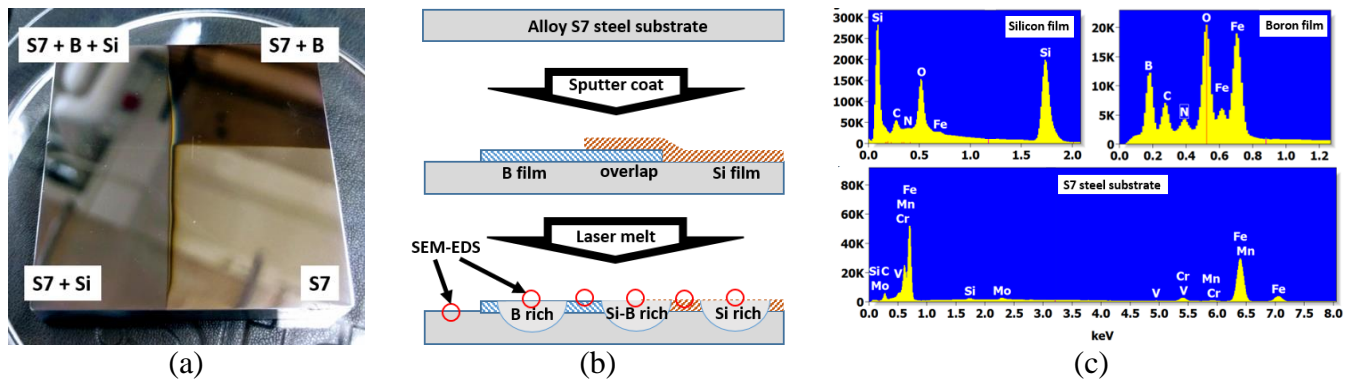 S7 + B + Si
S7 + B
S7 + Si
S7
(a)
Alloy S7 steel substrate
Sputter coat
B film
overlap
Si film
Laser melt
SEM-EDS
B rich
Si-B rich
Si rich
(b)
c)
300K
250K
200K
150K
100K
50K
0
Si
C
N
O
Fe
Si
Silicon film
0.0
0.5
1.0
1.5
2.0
20K
15K
10K
5K
0
B
C
N
O
Fe
Fe
Boron film
0.0
0.2
0.4
0.6
0.8
1.0
1.2
80K
60K
40K
20K
0
S7 steel substrate
Fe
Mn
Cr
V
Si C
Mo
Si
Mo
V
Cr
V
Mn
Cr
Fe
Mn
Fe
0.0 0.5 1.0 1.5 2.0 2.5 3.0 3.5 4.0 4.5 5.0 5.5 6.0 6.5 7.0 7.5 8.0
keV
(c)